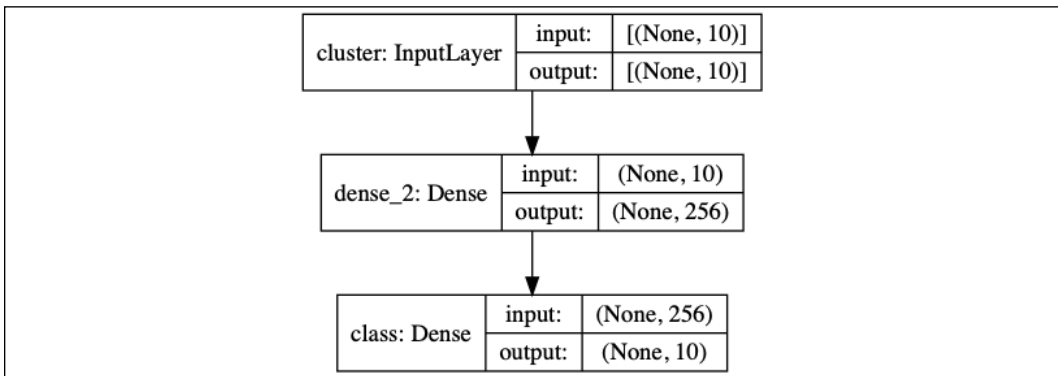 cluster: InputLayer
input: [(None, 10)]
output: [(None, 10)]
dense_2: Dense
input: (None, 10)
output: (None, 256)
class: Dense
input: (None, 256)
output: (None, 10)